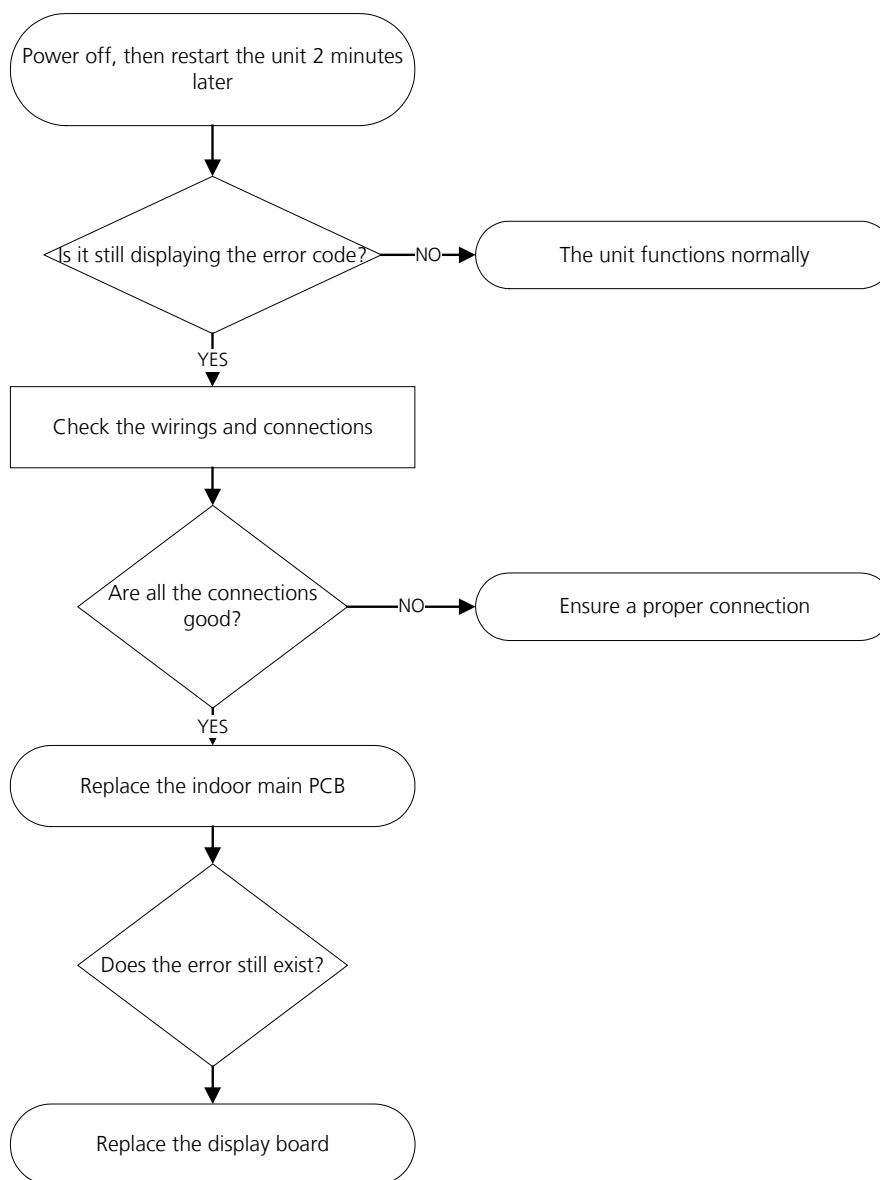 Power off, then restart the unit 2 minutes
later
Is it still displaying the error code?
NO
The unit functions normally
YES
Check the wirings and connections
Are all the connections
good?
NO
Ensure a proper connection
YES
Replace the indoor main PCB
Does the error still exist?
Replace the display board